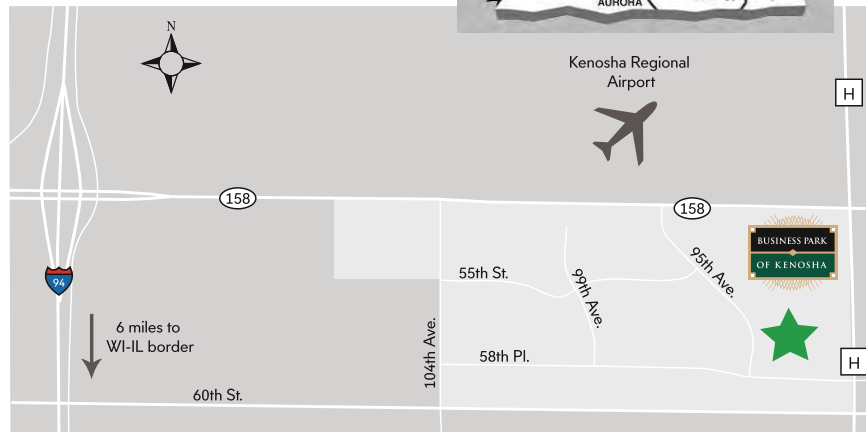 AURORA
N
Kenosha Regional
Airport
H
158
158
BUSINESS PARK
OF KENOSHA
55th St.
99th Ave.
95th Ave.
94
6 miles to
WI-IL border
104th Ave.
58th Pl.
H
60th St.